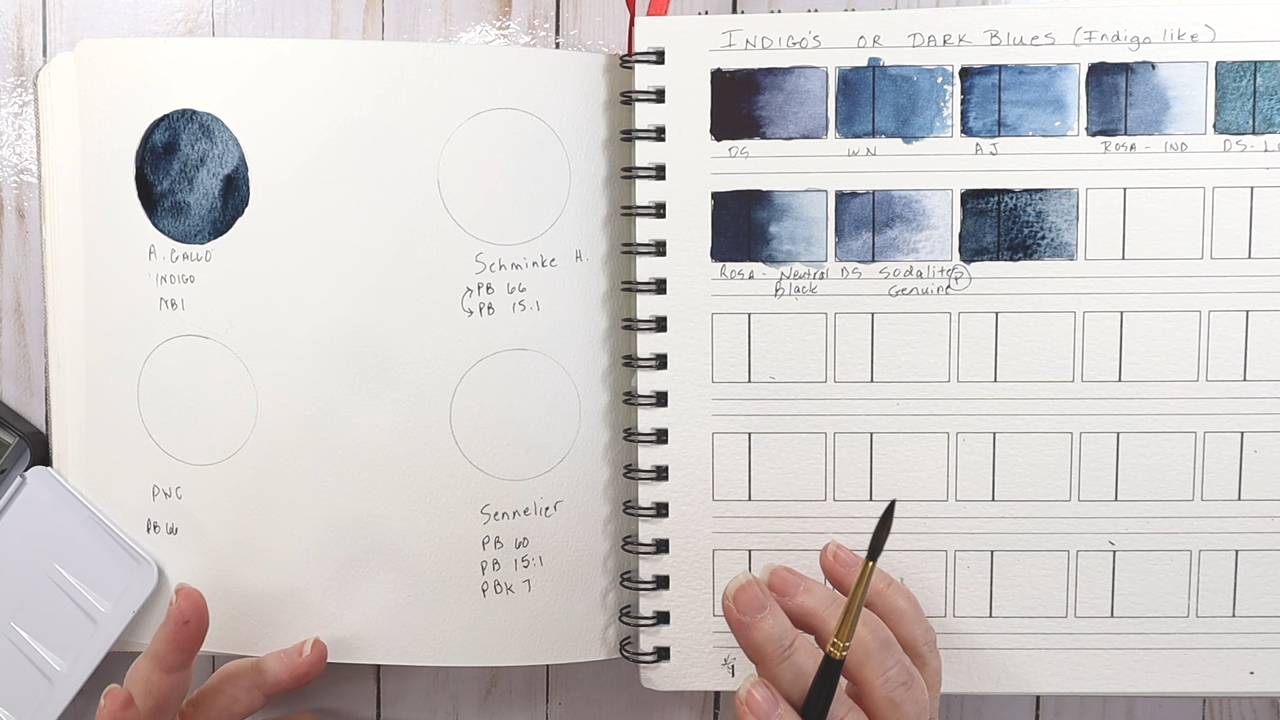 A. GALLO
INDIGO
NB1
Schminke H.
PB 66
PB 15:1
PWC
PB 66
Sennelier
PB 60
PB 15:1
PBK 7
INDIGO'S OR DARK BLUES (Indigo like)
DS WN AJ ROSA - IND DS - L
ROSA - Neutral Black
DS Sodalite Genuine P